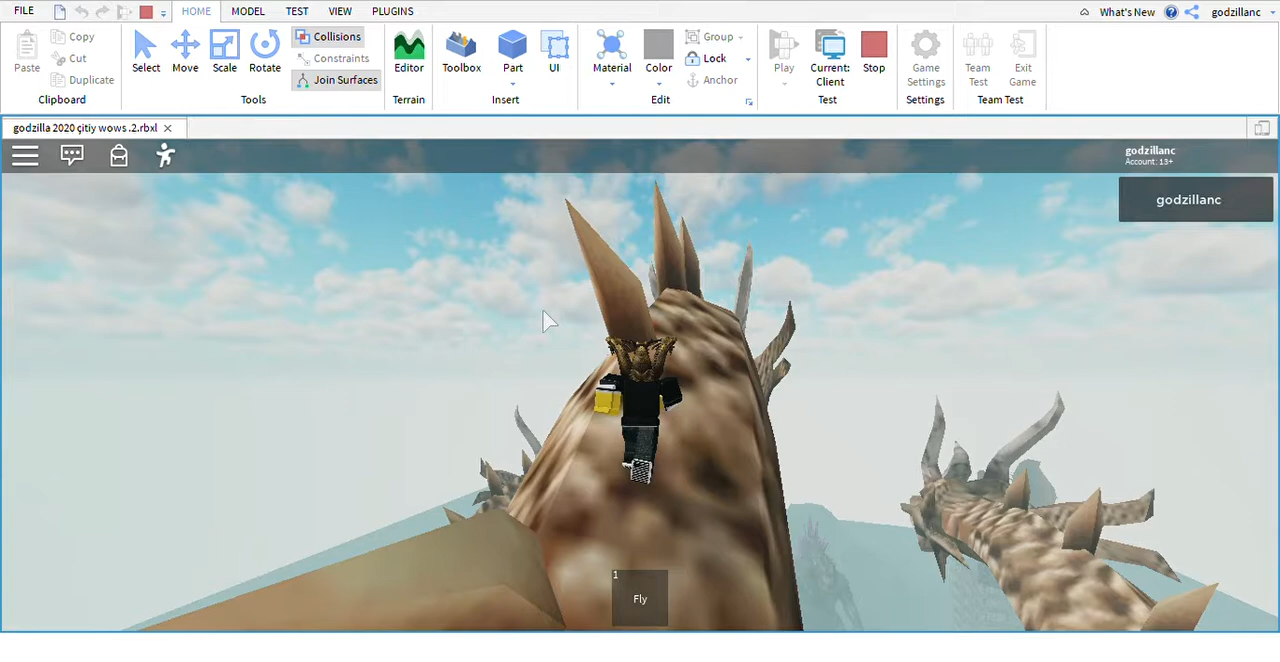 FILE HOME MODEL TEST VIEW PLUGINS What's New godzillanc
Paste Copy Cut Duplicate
Clipboard
Select Move Scale Rotate Collisions Constraints Join Surfaces
Tools
Editor
Terrain
Toolbox Part UI
Insert
Material Color Group Lock Anchor
Edit
Play Current: Client Stop
Test
Game Settings
Settings
Team Test Exit Game
Team Test
godzilla 2020 çitiy wows .2.rbxl
godzillanc
Account: 13+
godzillanc
1
Fly